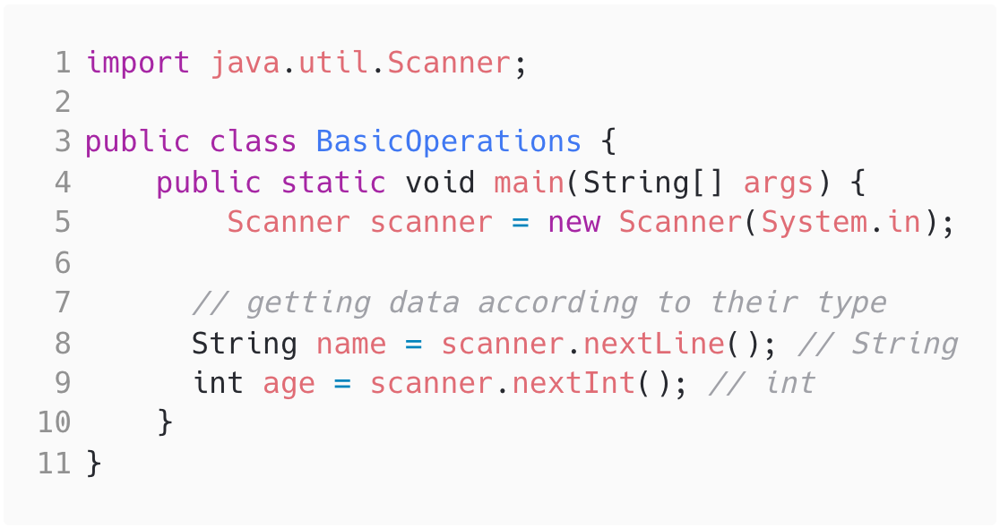 1 import java.util.Scanner;
2
3 public class BasicOperations {
4     public static void main(String[] args) {
5         Scanner scanner = new Scanner(System.in);
6
7       // getting data according to their type
8       String name = scanner.nextLine(); // String
9       int age = scanner.nextInt(); // int
10     }
11 }